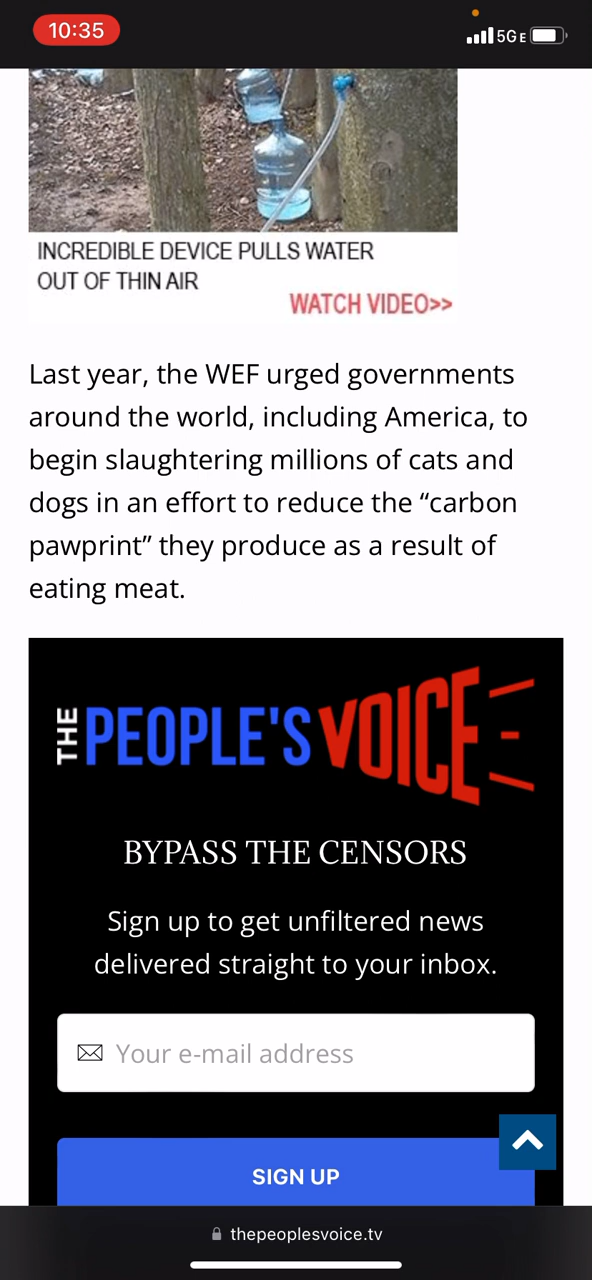 10:35
5GE
INCREDIBLE DEVICE PULLS WATER
OUT OF THIN AIR
WATCH VIDEO>>
Last year, the WEF urged governments
around the world, including America, to
begin slaughtering millions of cats and
dogs in an effort to reduce the “carbon
pawprint” they produce as a result of
eating meat.
THE PEOPLE'S VOICE
BYPASS THE CENSORS
Sign up to get unfiltered news
delivered straight to your inbox.
Your e-mail address
SIGN UP
thepeoplesvoice.tv